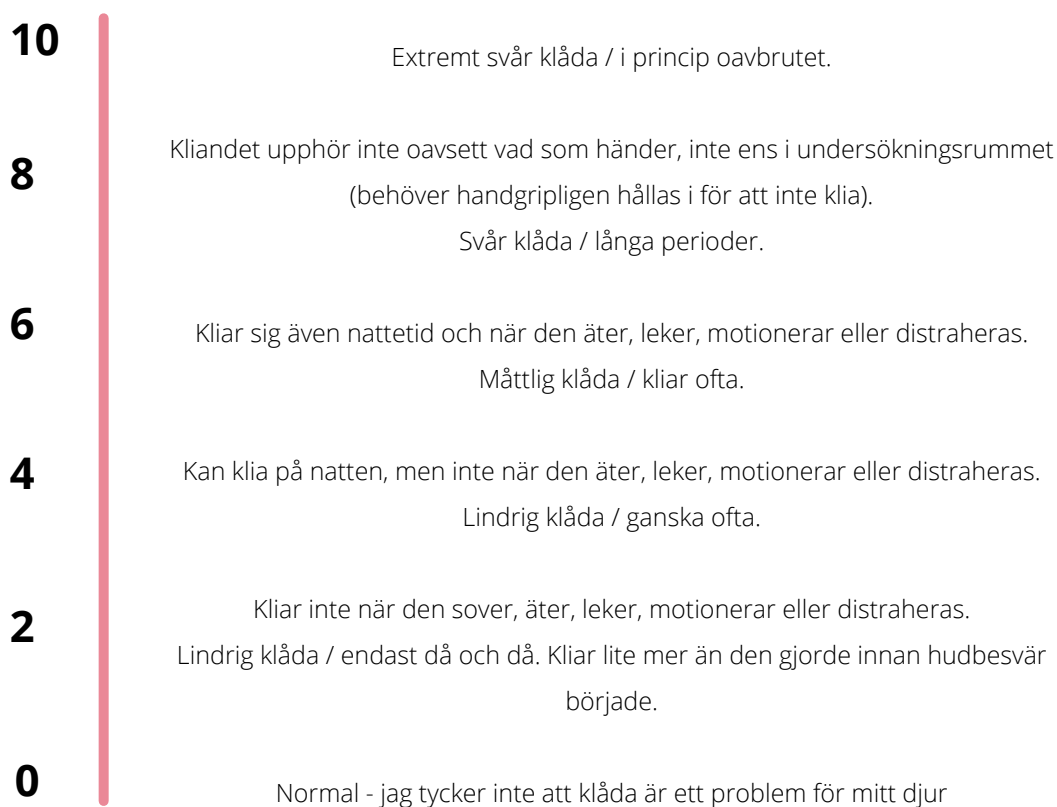 10
Extremt svår klåda / i princip oavbrutet.
8
Kliandet upphör inte oavsett vad som händer, inte ens i undersökningsrummet
(behöver handgripligen hållas i för att inte klia).
Svår klåda / långa perioder.
6
Kliar sig även nattetid och när den äter, leker, motionerar eller distraheras.
Måttlig klåda / kliar ofta.
4
Kan klia på natten, men inte när den äter, leker, motionerar eller distraheras.
Lindrig klåda / ganska ofta.
2
Kliar inte när den sover, äter, leker, motionerar eller distraheras.
Lindrig klåda / endast då och då. Kliar lite mer än den gjorde innan hudbesvär
började.
0
Normal - jag tycker inte att klåda är ett problem för mitt djur